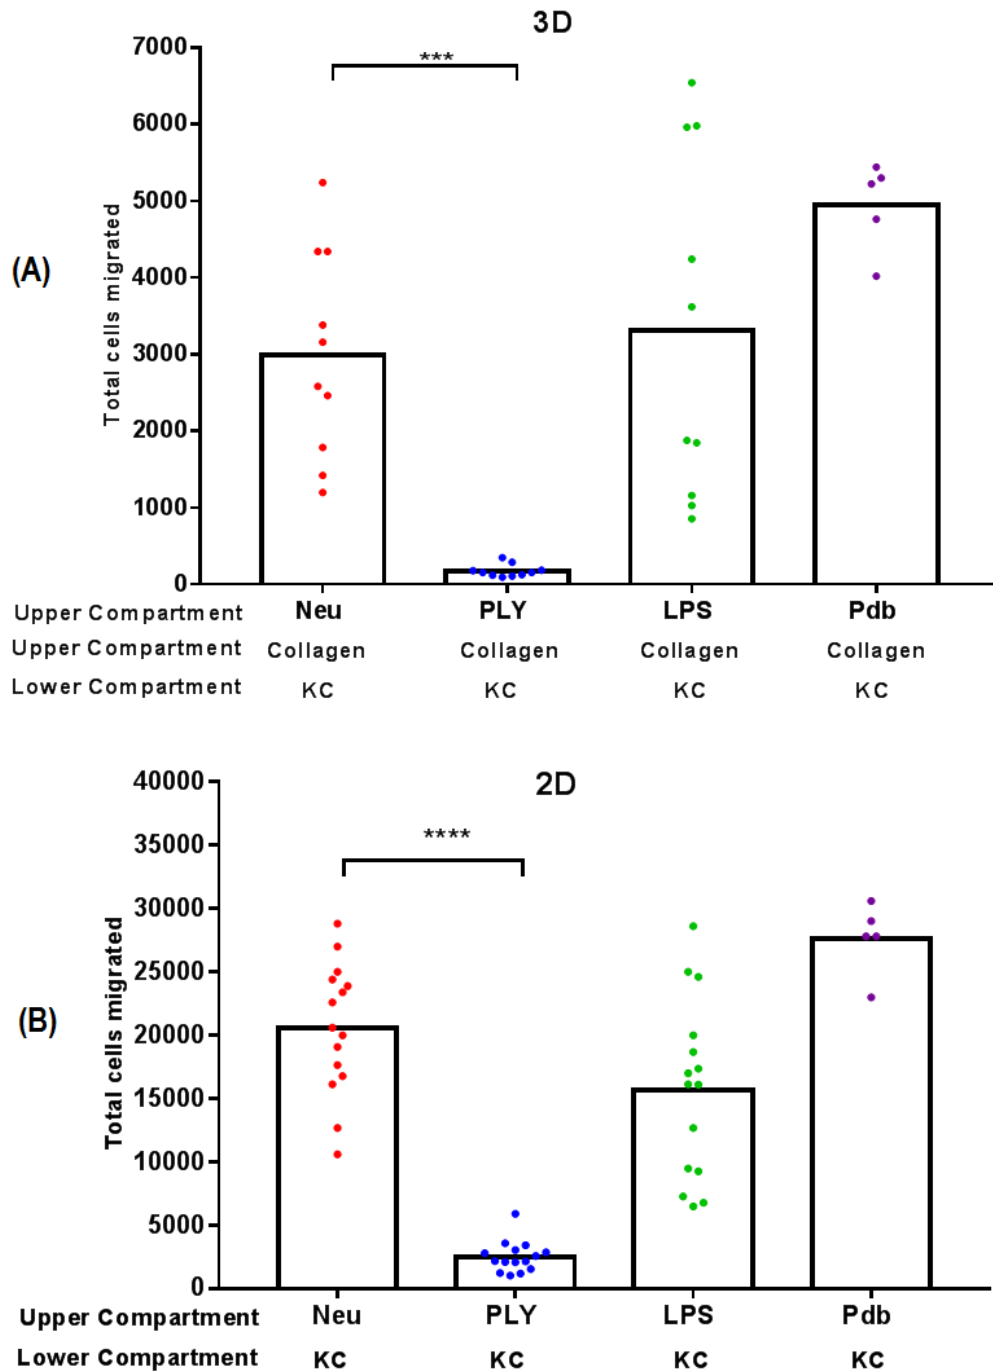 3D
7000
***
6000
5000
4000
3000
2000
1000
0
Total cells migrated
(A)
Upper Compartment Neu PLY LPS Pdb
Upper Compartment Collagen Collagen Collagen Collagen
Lower Compartment KC KC KC KC
2D
40000
35000
****
30000
25000
20000
15000
10000
5000
0
Total cells migrated
(B)
Upper Compartment Neu PLY LPS Pdb
Lower Compartment KC KC KC KC